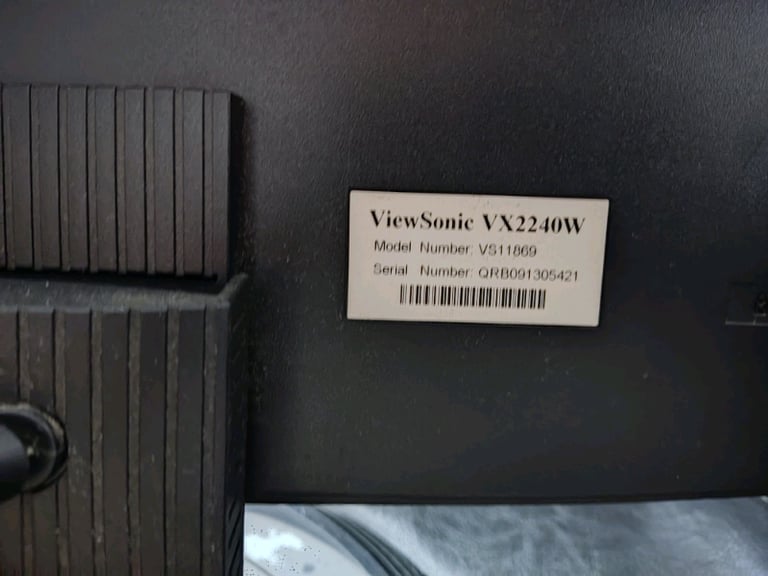 ViewSonic VX2240W
Model Number: VS11869
Serial Number: QRB091305421